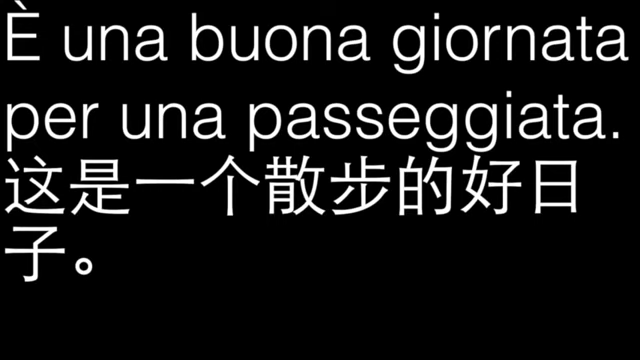 È una buona giornata
per una passeggiata.
这是一个散步的好日
子。